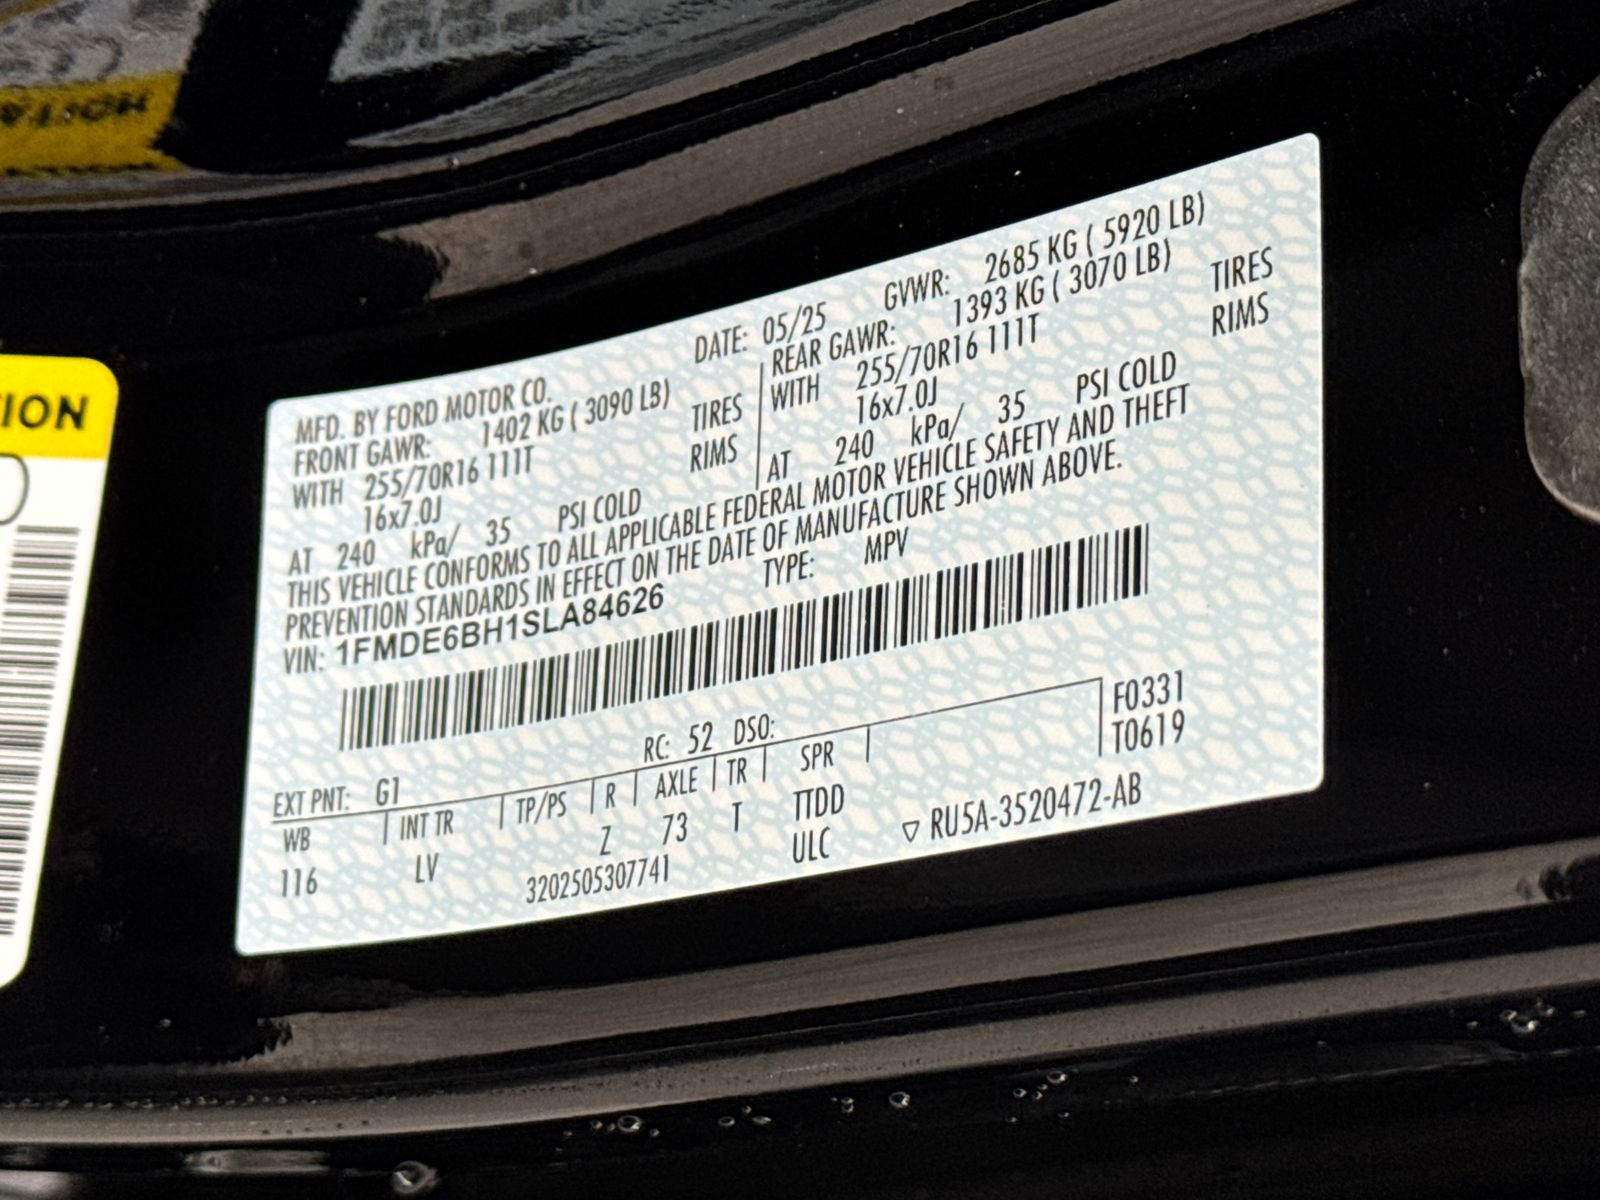 TION
MFD. BY FORD MOTOR CO.
DATE: 05/25
GVWR: 2685 KG ( 5920 LB)
FRONT GAWR: 1402 KG ( 3090 LB)
REAR GAWR: 1393 KG ( 3070 LB)
WITH 255/70R16 111T TIRES
WITH 255/70R16 111T TIRES
16x7.0J RIMS
16x7.0J RIMS
AT 240 kPa/ 35 PSI COLD
AT 240 kPa/ 35 PSI COLD
THIS VEHICLE CONFORMS TO ALL APPLICABLE FEDERAL MOTOR VEHICLE SAFETY AND THEFT
PREVENTION STANDARDS IN EFFECT ON THE DATE OF MANUFACTURE SHOWN ABOVE.
VIN: 1FMDE6BH1SLA84626
TYPE: MPV
F0331
T0619
EXT PNT: G1 RC: 52 DSO:
WB INT TR TP/PS R AXLE TR SPR
116 LV Z 73 T TTDD
3202505307741 ULC ▽ RU5A-3520472-AB